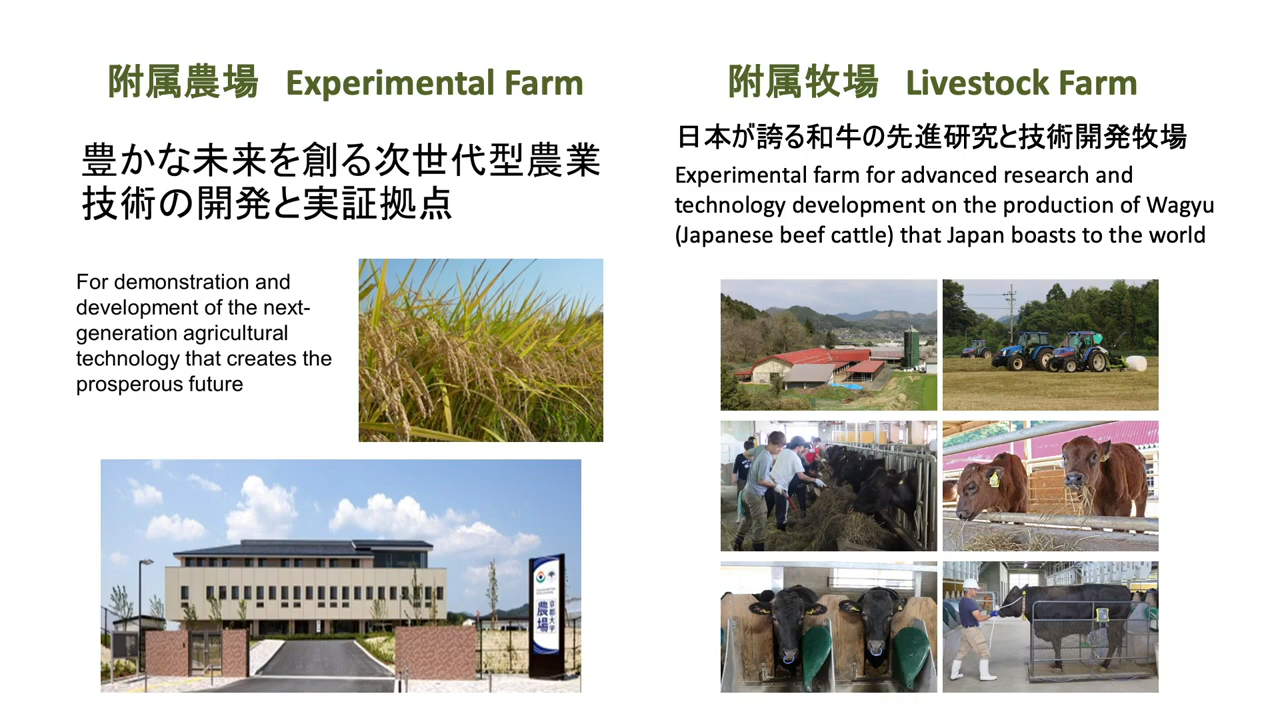 附属農場 Experimental Farm
豊かな未来を創る次世代型農業
技術の開発と実証拠点
For demonstration and
development of the next-
generation agricultural
technology that creates the
prosperous future
京都大学
農場
附属牧場 Livestock Farm
日本が誇る和牛の先進研究と技術開発牧場
Experimental farm for advanced research and
technology development on the production of Wagyu
(Japanese beef cattle) that Japan boasts to the world